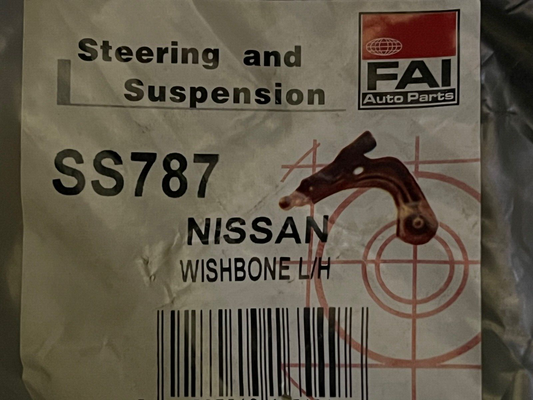 Steering and
Suspension
FAI
Auto Parts
SS787
NISSAN
WISHBONE L/H